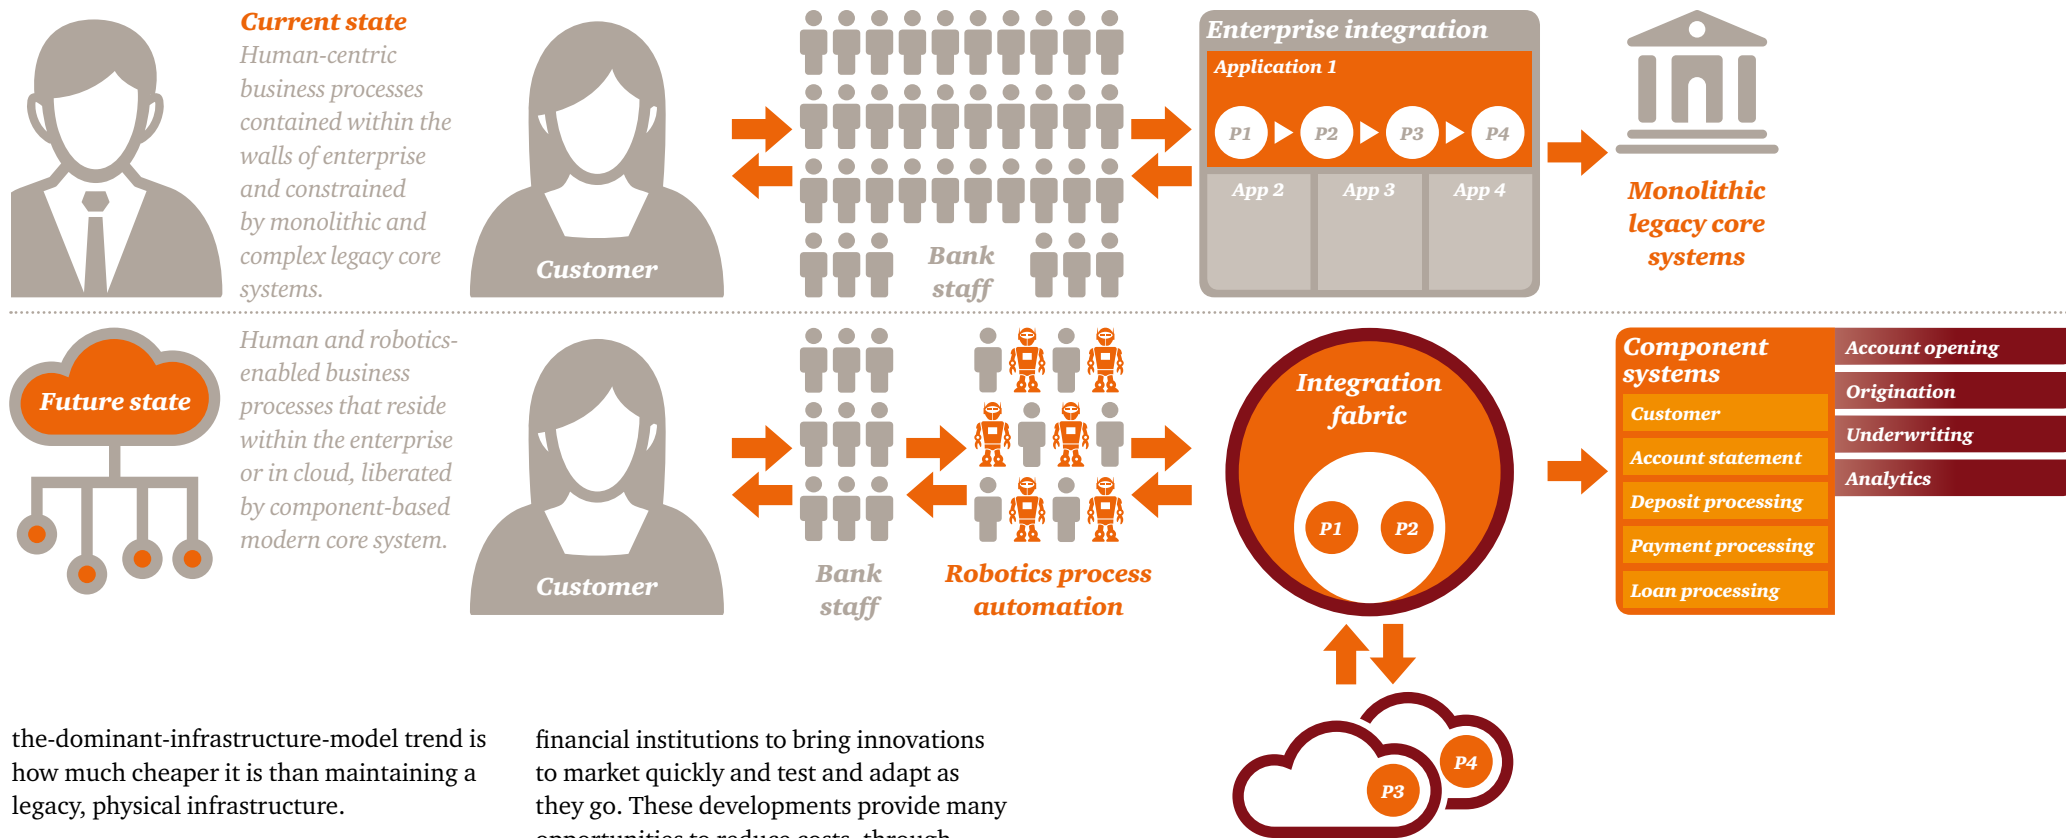 Current state
Human-centric
business processes
contained within the
walls of enterprise
and constrained
by monolithic and
complex legacy core
systems.
Customer
Bank
staff
Enterprise integration
Application 1
P1 P2 P3 P4
App 2 App 3 App 4
Monolithic
legacy core
systems
Future state
Human and robotics-
enabled business
processes that reside
within the enterprise
or in cloud, liberated
by component-based
modern core system.
Customer
Bank
staff
Robotics process
automation
Integration
fabric
P1 P2
P3
P4
Component
systems
Customer
Account statement
Deposit processing
Payment processing
Loan processing
Account opening
Origination
Underwriting
Analytics
the-dominant-infrastructure-model trend is
how much cheaper it is than maintaining a
legacy, physical infrastructure.
financial institutions to bring innovations
to market quickly and test and adapt as
they go. These developments provide many
opportunities to reduce costs, through